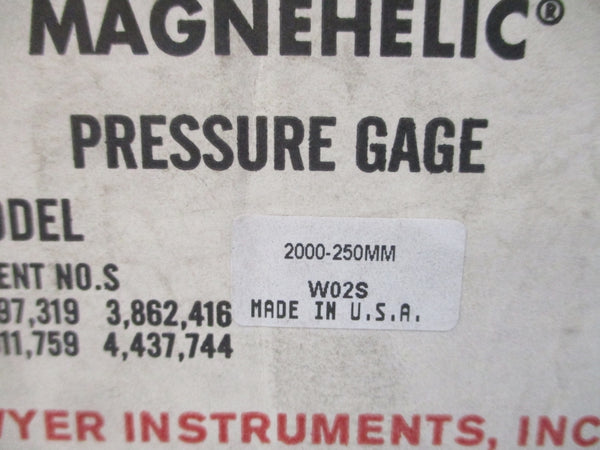 MAGNEHELIC®
PRESSURE GAGE
ODEL
2000-250MM
ENT NO.S
W02S
97,319 3,862,416
MADE IN U.S.A.
11,759 4,437,744
WYER INSTRUMENTS, INC